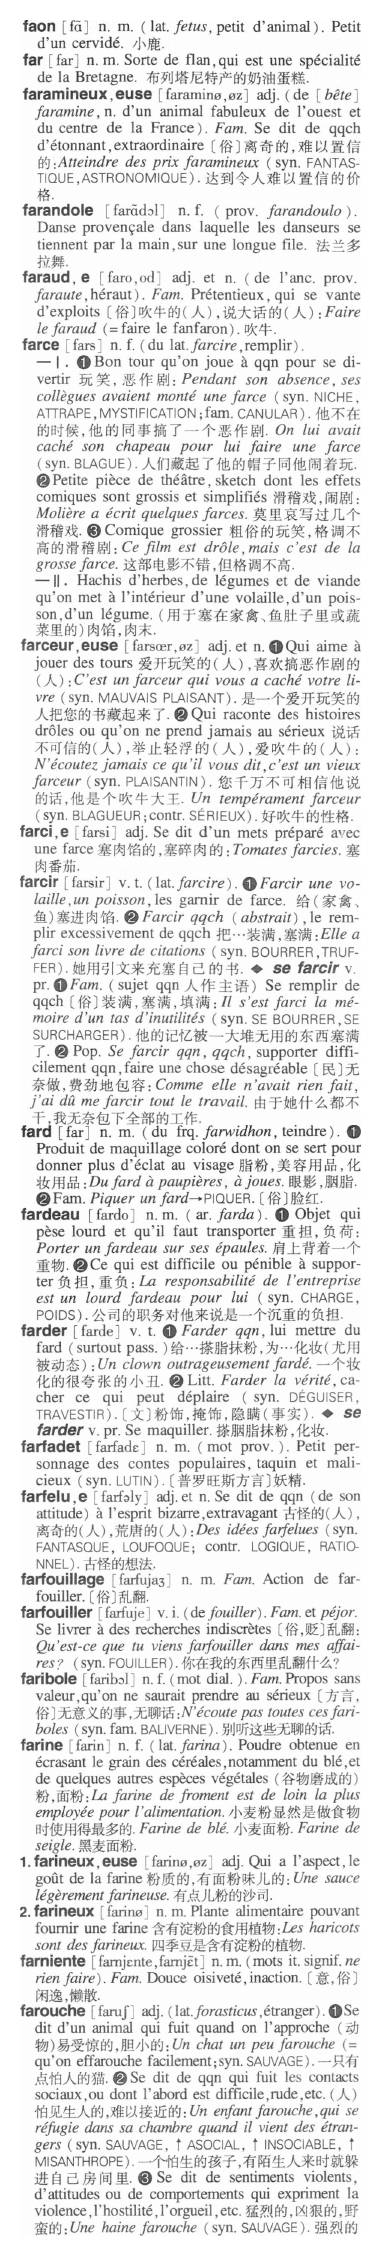 faon [fɑ̃] n. m. (lat. fetus, petit d'animal). Petit
d'un cervidé. 小鹿.
far [far] n. m. Sorte de flan, qui est une spécialité
de la Bretagne. 布列塔尼特产的奶油蛋糕.
faramineux, euse [faraminø, øz] adj. (de [bête]
faramine, n. d'un animal fabuleux de l'ouest et
du centre de la France). Fam. Se dit de qqch
d'étonnant, extraordinaire〔俗〕离奇的, 难以置信
的: Atteindre des prix faramineux (syn. FANTAS-
TIQUE, ASTRONOMIQUE). 达到令人难以置信的价
格.
farandole [farɑ̃dɔl] n. f. ( prov. farandoulo ).
Danse provençale dans laquelle les danseurs se
tiennent par la main, sur une longue file. 法兰多
拉舞.
faraud, e [faro, od] adj. et n. ( de l'anc. prov.
faraute, héraut). Fam. Prétentieux, qui se vante
d'exploits〔俗〕吹牛的(人), 说大话的(人): Faire
le faraud (= faire le fanfaron). 吹牛.
farce [fars] n. f. (du lat. farcire, remplir).
— I. ❶ Bon tour qu'on joue à qqn pour se di-
vertir 玩笑, 恶作剧: Pendant son absence, ses
collègues avaient monté une farce (syn. NICHE,
ATTRAPE, MYSTIFICATION; fam. CANULAR). 他不在
的时候, 他的同事搞了一个恶作剧. On lui avait
caché son chapeau pour lui faire une farce
(syn. BLAGUE). 人们藏起了他的帽子同他闹着玩.
❷ Petite pièce de théâtre, sketch dont les effets
comiques sont grossis et simplifiés 滑稽戏, 闹剧:
Molière a écrit quelques farces. 莫里哀写过几个
滑稽戏. ❸ Comique grossier 粗俗的玩笑, 格调不
高的滑稽剧: Ce film est drôle, mais c'est de la
grosse farce. 这部电影不错, 但格调不高.
— II. Hachis d'herbes, de légumes et de viande
qu'on met à l'intérieur d'une volaille, d'un pois-
son, d'un légume. (用于塞在家禽、鱼肚子里或蔬
菜里的)肉馅, 肉末.
farceur, euse [farsœr, øz] adj. et n. ❶ Qui aime à
jouer des tours 爱开玩笑的(人), 喜欢搞恶作剧的
(人): C'est un farceur qui vous a caché votre li-
vre (syn. MAUVAIS PLAISANT). 是一个爱开玩笑的
人把您的书藏起来了. ❷ Qui raconte des histoires
drôles ou qu'on ne prend jamais au sérieux 说话
不可信的(人), 举止轻浮的(人), 爱吹牛的(人):
N'écoutez jamais ce qu'il vous dit, c'est un vieux
farceur (syn. PLAISANTIN). 您千万不可相信他说
的话, 他是个吹牛大王. Un tempérament farceur
(syn. BLAGUEUR; contr. SÉRIEUX). 好吹牛的性格.
farci, e [farsi] adj. Se dit d'un mets préparé avec
une farce 塞肉馅的, 塞碎肉的: Tomates farcies. 塞
肉番茄.
farcir [farsir] v. t. (lat. farcire). ❶ Farcir une vo-
laille, un poisson, les garnir de farce. 给(家禽、
鱼)塞进肉馅. ❷ Farcir qqch (abstrait), le rem-
plir excessivement de qqch 把…装满, 塞满: Elle a
farci son livre de citations (syn. BOURRER, TRUF-
FER). 她用引文来充塞自己的书. ◆ se farcir v.
pr. ❶ Fam. (sujet qqn 人作主语) Se remplir de
qqch〔俗〕装满, 塞满, 填满: Il s'est farci la mé-
moire d'un tas d'inutilités (syn. SE BOURRER, SE
SURCHARGER). 他的记忆被一大堆无用的东西塞满
了. ❷ Pop. Se farcir qqn, qqch, supporter diffi-
cilement qqn, faire une chose désagréable〔民〕无
奈做, 费劲地包容: Comme elle n'avait rien fait,
j'ai dû me farcir tout le travail. 由于她什么都不
干, 我无奈包下全部的工作.
fard [far] n. m. (du frq. farwidhon, teindre). ❶
Produit de maquillage coloré dont on se sert pour
donner plus d'éclat au visage 脂粉, 美容用品, 化
妆用品: Du fard à paupières, à joues. 眼影, 胭脂.
❷ Fam. Piquer un fard→PIQUER.〔俗〕脸红.
fardeau [fardo] n. m. ( ar. farda ). ❶ Objet qui
pèse lourd et qu'il faut transporter 重担, 负荷:
Porter un fardeau sur ses épaules. 肩上背着一个
重物. ❷ Ce qui est difficile ou pénible à suppor-
ter 负担, 重负: La responsabilité de l'entreprise
est un lourd fardeau pour lui (syn. CHARGE,
POIDS). 公司的职务对他来说是一个沉重的负担.
farder [farde] v. t. ❶ Farder qqn, lui mettre du
fard (surtout pass.) 给…搽脂抹粉, 为…化妆(尤用
被动态): Un clown outrageusement fardé. 一个妆
化的很夸张的小丑. ❷ Litt. Farder la vérité, ca-
cher ce qui peut déplaire ( syn. DÉGUISER,
TRAVESTIR).〔文〕粉饰, 掩饰, 隐瞒(事实). ◆ se
farder v. pr. Se maquiller. 搽胭脂抹粉, 化妆.
farfadet [farfadɛ] n. m. (mot prov. ). Petit per-
sonnage des contes populaires, taquin et mali-
cieux (syn. LUTIN).〔普罗旺斯方言〕妖精.
farfelu, e [farfəly] adj. et n. Se dit de qqn (de son
attitude) à l'esprit bizarre, extravagant 古怪的(人),
离奇的(人), 荒唐的(人): Des idées farfelues (syn.
FANTASQUE, LOUFOQUE; contr. LOGIQUE, RATIO-
NNEL). 古怪的想法.
farfouillage [farfujaʒ] n. m. Fam. Action de far-
fouiller.〔俗〕乱翻.
farfouiller [farfuje] v. i. (de fouiller). Fam. et péjor.
Se livrer à des recherches indiscrètes〔俗, 贬〕乱翻:
Qu'est-ce que tu viens farfouiller dans mes affai-
res? (syn. FOUILLER). 你在我的东西里乱翻什么?
faribole [faribɔl] n. f. (mot dial. ). Fam. Propos sans
valeur, qu'on ne saurait prendre au sérieux〔方言,
俗〕无意义的事, 无聊话: N'écoute pas toutes ces fari-
boles (syn. fam. BALIVERNE). 别听这些无聊的话.
farine [farin] n. f. (lat. farina). Poudre obtenue en
écrasant le grain des céréales, notamment du blé, et
de quelques autres espèces végétales (谷物磨成的)
粉, 面粉: La farine de froment est de loin la plus
employée pour l'alimentation. 小麦粉显然是做食物
时使用得最多的. Farine de blé. 小麦面粉. Farine de
seigle. 黑麦面粉.
1. farineux, euse [farinø, øz] adj. Qui a l'aspect, le
goût de la farine 粉质的, 有面粉味儿的: Une sauce
légèrement farineuse. 有点儿粉的沙司.
2. farineux [farinø] n. m. Plante alimentaire pouvant
fournir une farine 含有淀粉的食用植物: Les haricots
sont des farineux. 四季豆是含有淀粉的植物.
farniente [farnjɛnte, farnjɛ̃t] n. m. (mots it. signif. ne
rien faire). Fam. Douce oisiveté, inaction.〔意, 俗〕
闲逸, 懒散.
farouche [faruʃ] adj. (lat. forasticus, étranger). ❶ Se
dit d'un animal qui fuit quand on l'approche (动
物)易受惊的, 胆小的: Un chat un peu farouche (=
qu'on effarouche facilement; syn. SAUVAGE). 一只有
点怕人的猫. ❷ Se dit de qqn qui fuit les contacts
sociaux, ou dont l'abord est difficile, rude, etc. (人)
怕见生人的, 难以接近的: Un enfant farouche, qui se
réfugie dans sa chambre quand il vient des étran-
gers (syn. SAUVAGE, ↑ ASOCIAL, ↑ INSOCIABLE, ↑
MISANTHROPE). 一个怕生的孩子, 有陌生人来时就躲
进自己房间里. ❸ Se dit de sentiments violents,
d'attitudes ou de comportements qui expriment la
violence, l'hostilité, l'orgueil, etc. 猛烈的, 凶狠的, 野
蛮的: Une haine farouche (syn. SAUVAGE). 强烈的